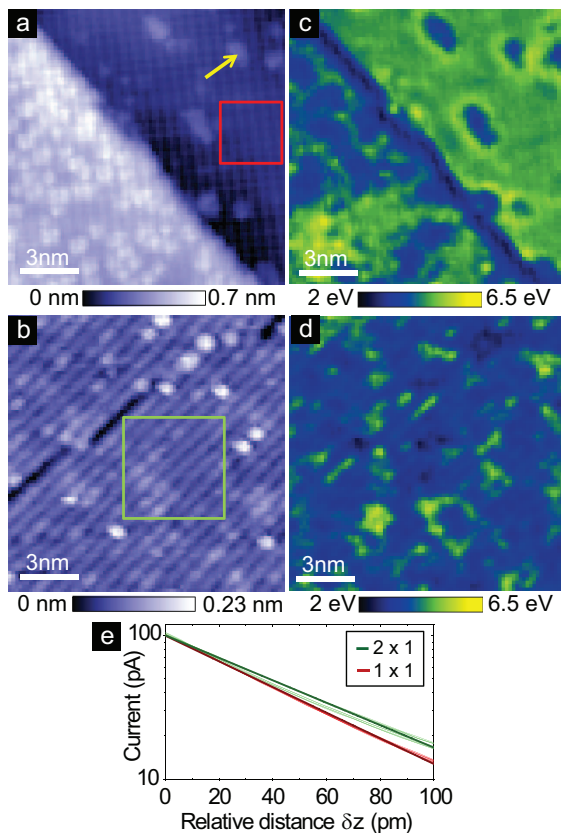 a
3nm
0 nm 0.7 nm
c
3nm
2 eV 6.5 eV
b
3nm
0 nm 0.23 nm
d
3nm
2 eV 6.5 eV
e
100
10
Current (pA)
2 x 1
1 x 1
0 20 40 60 80 100
Relative distance δz (pm)